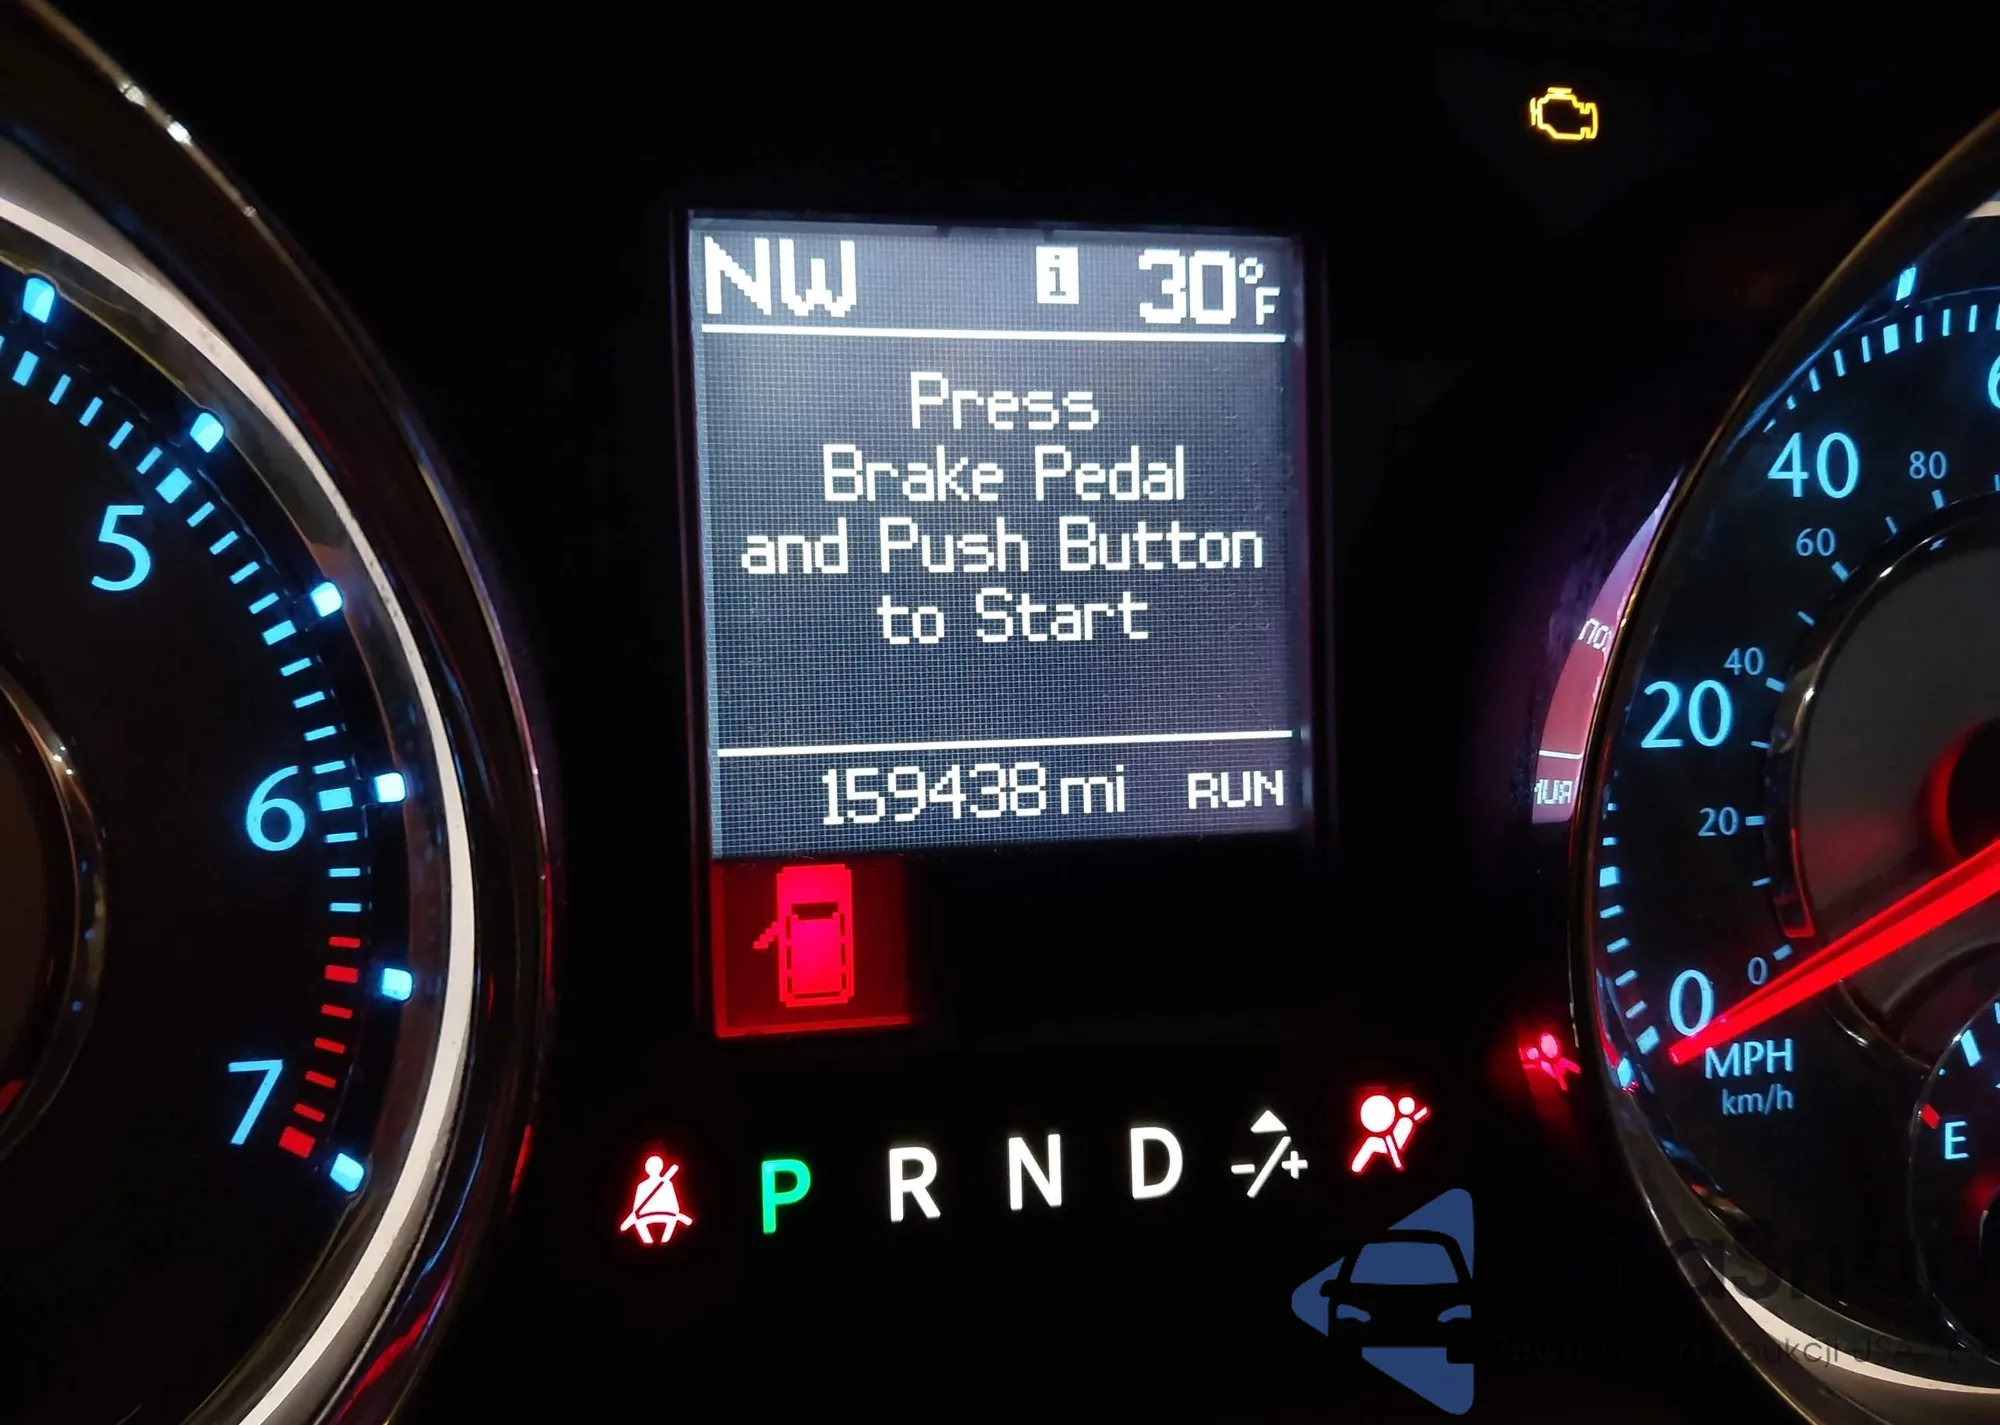 NW i 30°F
Press
Brake Pedal
and Push Button
to Start
159438 mi RUN
5
6
7
P R N D -/+
40 80
60
40
20
20
0
0
MPH
km/h
E